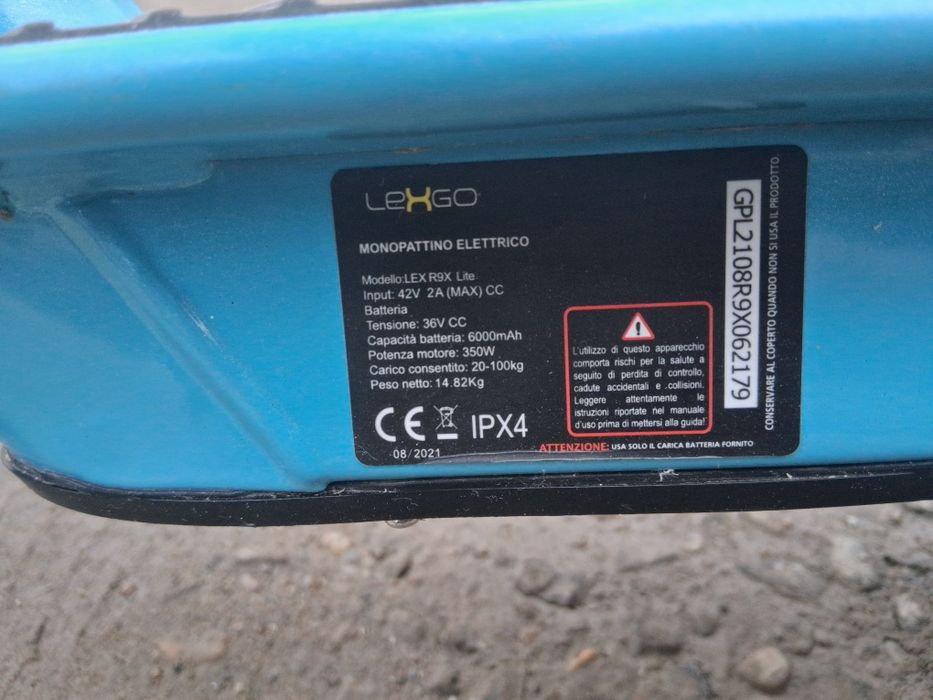 LEXGO
MONOPATTINO ELETTRICO
Modello:LEX R9X Lite
Input: 42V 2A (MAX) CC
Batteria
Tensione: 36V CC
Capacità batteria: 6000mAh
Potenza motore: 350W
Carico consentito: 20-100kg
Peso netto: 14.82Kg
CE IPX4
08/2021
L'utilizzo di questo apparecchio
comporta rischi per la salute a
seguito di perdita di controllo,
cadute accidentali e .collisioni.
Leggere attentamente le
istruzioni riportate nel manuale
d'uso prima di mettersi alla guida!
ATTENZIONE: USA SOLO IL CARICA BATTERIA FORNITO
GPL2108R9X062179
CONSERVARE AL COPERTO QUANDO NON SI USA IL PRODOTTO.